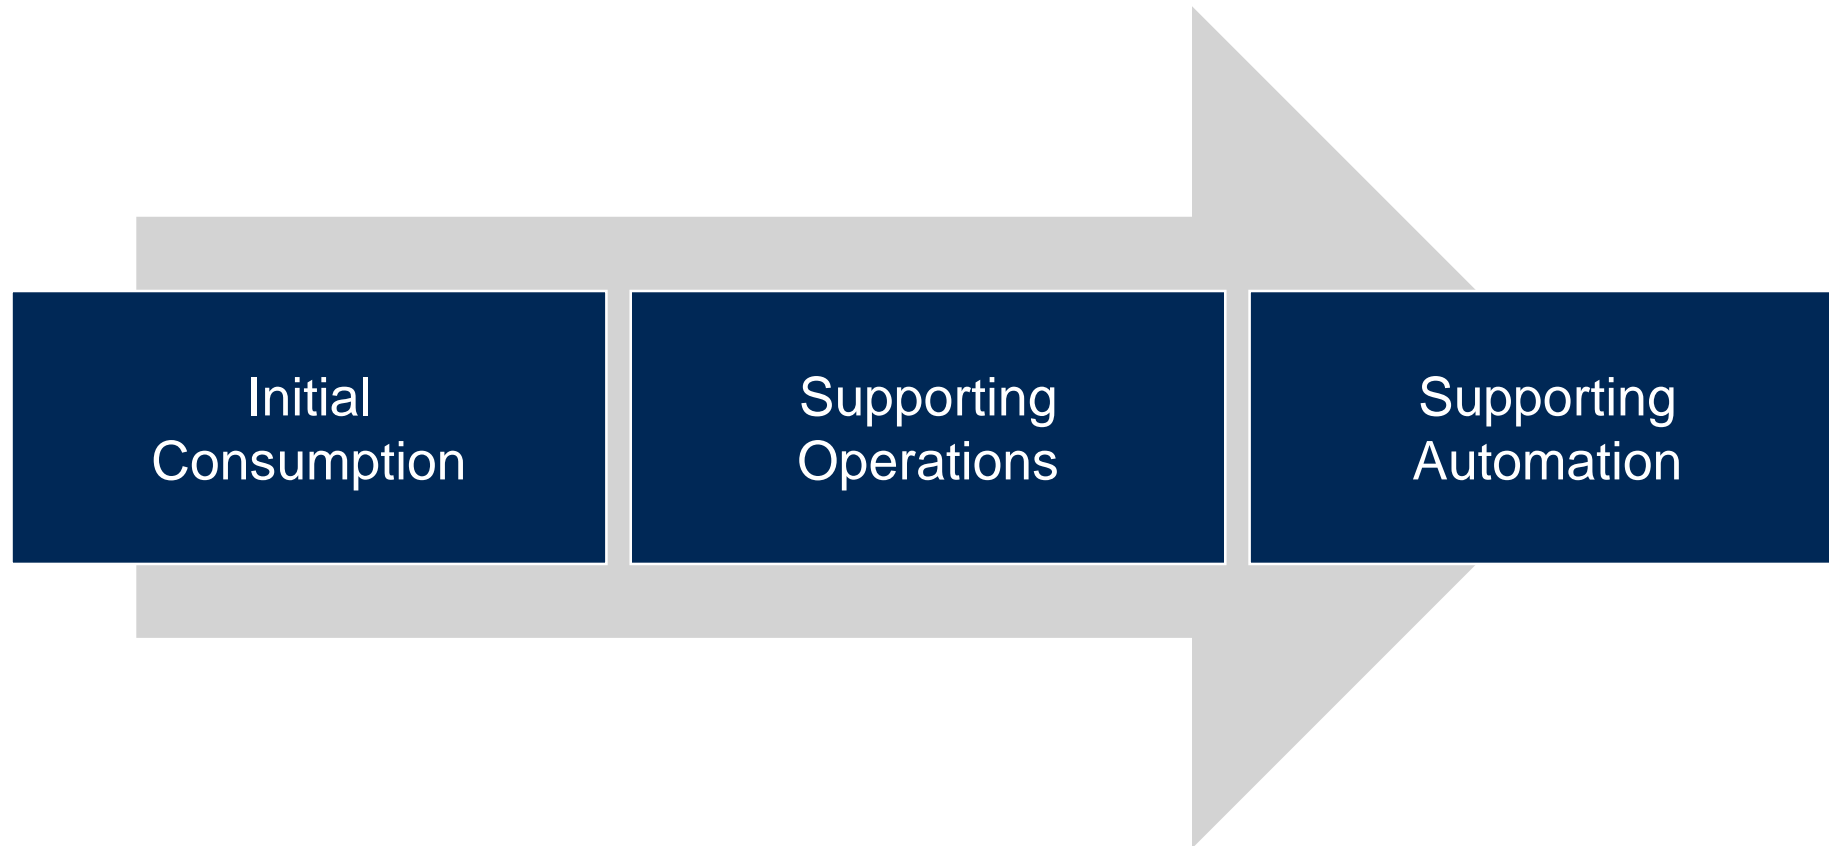 Initial
Consumption
Supporting
Operations
Supporting
Automation